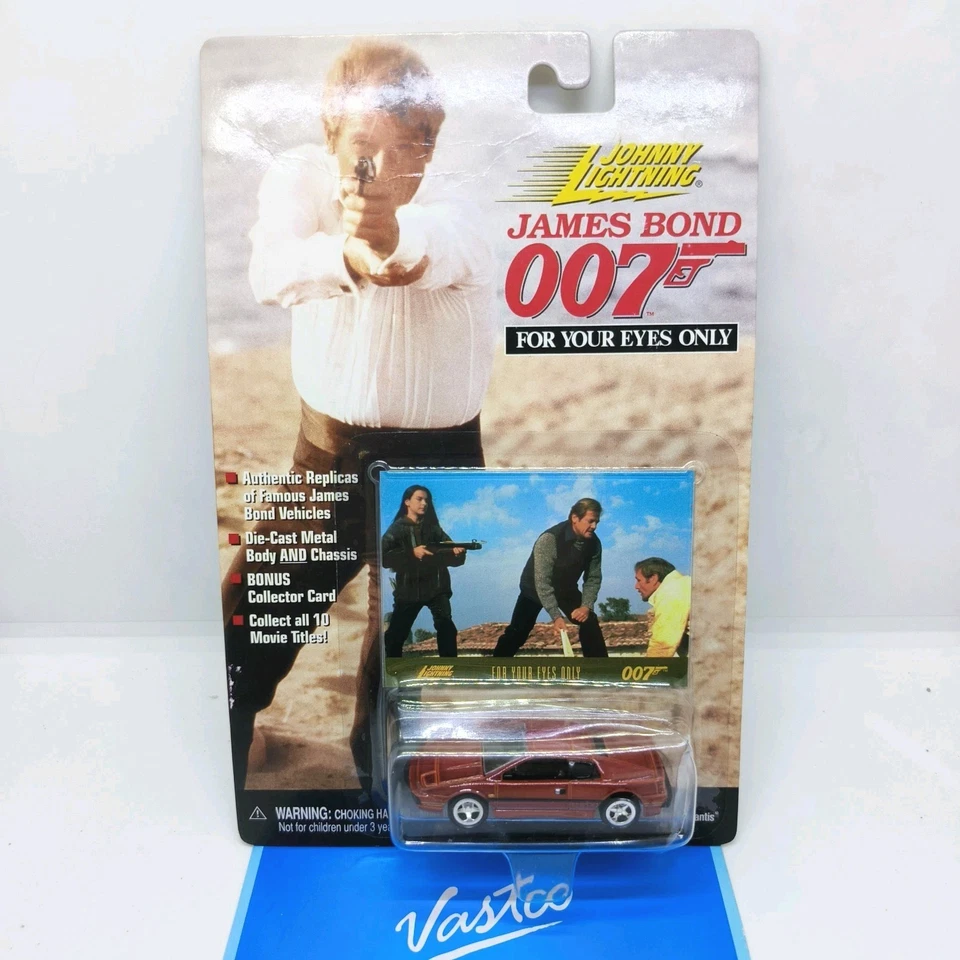 JOHNNY
LIGHTNING®
JAMES BOND
007
™
FOR YOUR EYES ONLY
Authentic Replicas
of Famous James
Bond Vehicles
Die-Cast Metal
Body AND Chassis
BONUS
Collector Card
Collect all 10
Movie Titles!
JOHNNY
LIGHTNING
FOR YOUR EYES ONLY
007
WARNING: CHOKING HA
Not for children under 3 yea
antis®
Vastco